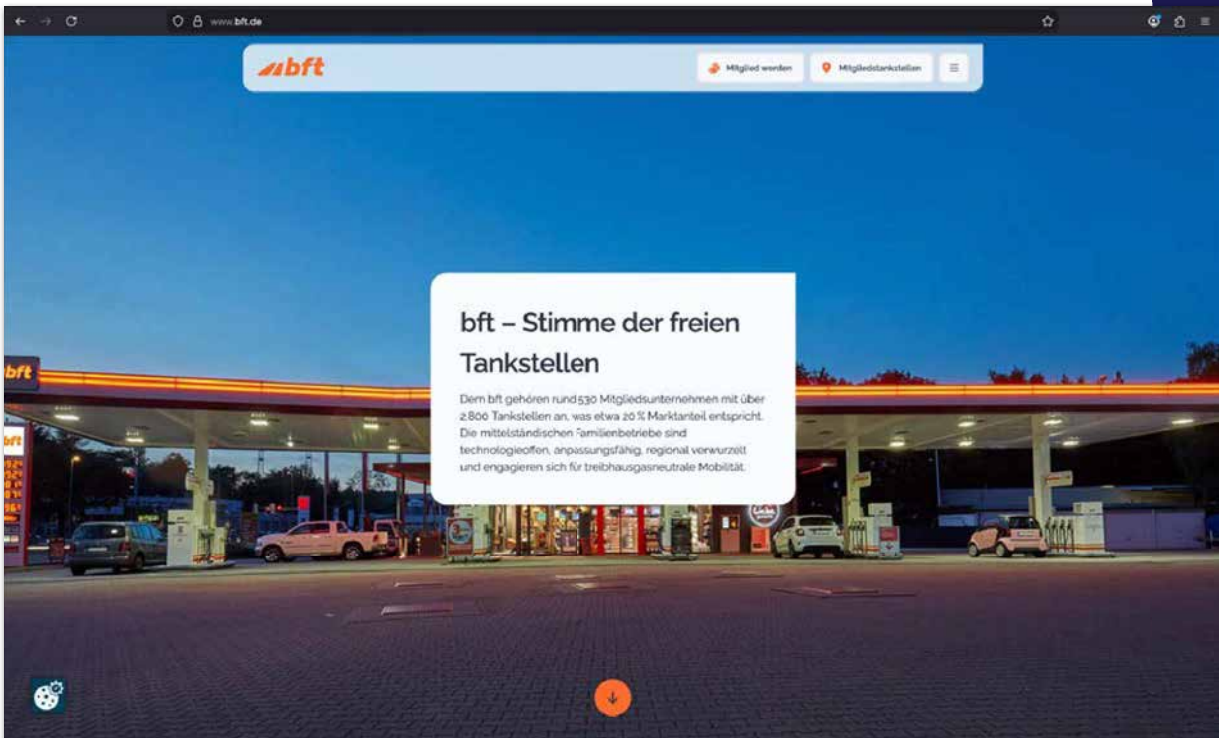 www.bft.de
bft
Mitglied werden
Mitgliedstankstellen
bft – Stimme der freien
Tankstellen
Dem bft gehören rund 530 Mitgliedsunternehmen mit über
2.800 Tankstellen an, was etwa 20 % Marktanteil entspricht.
Die mittelständischen Familienbetriebe sind
technologieoffen, anpassungsfähig, regional verwurzelt
und engagieren sich für treibhausgasneutrale Mobilität.
bft
bft